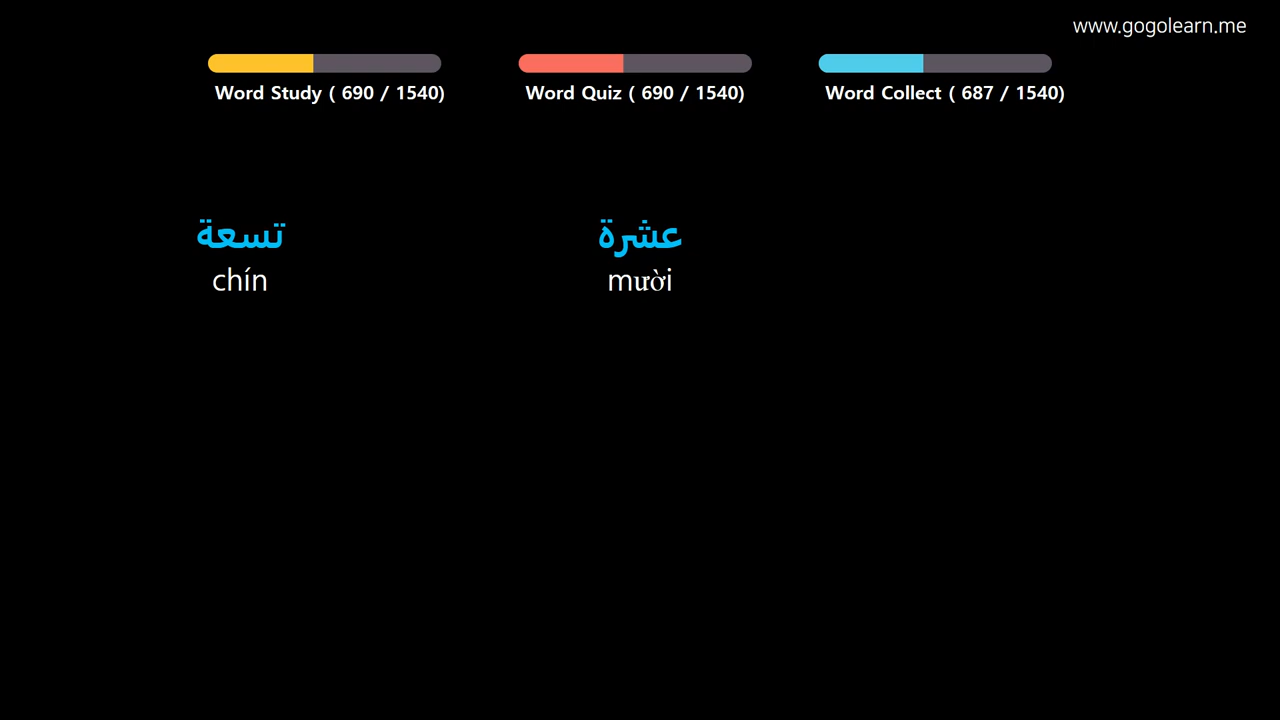 www.gogolearn.me
Word Study ( 690 / 1540)
Word Quiz ( 690 / 1540)
Word Collect ( 687 / 1540)
تسعة
chín
عشرة
mười